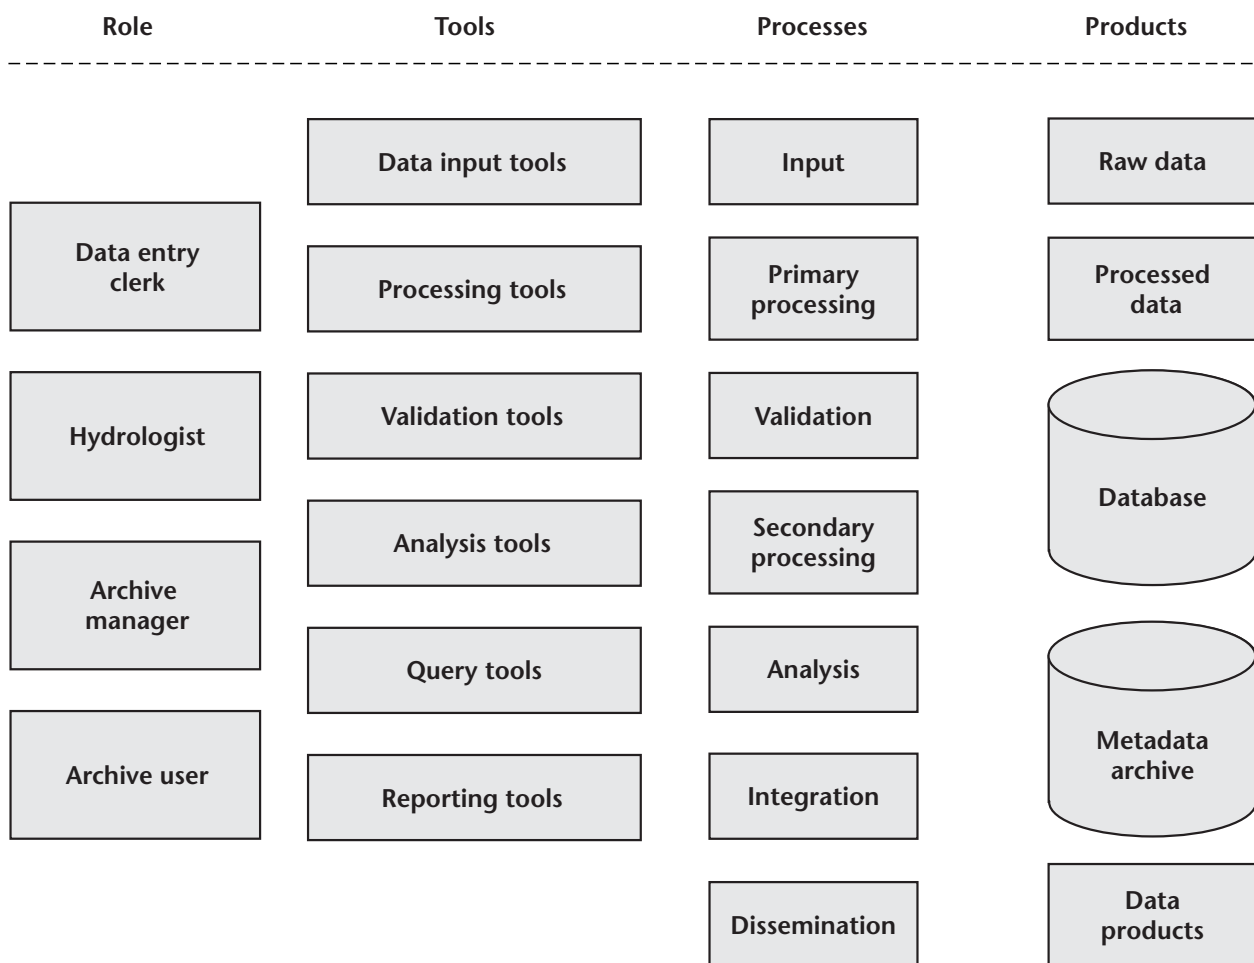 Role
Tools
Processes
Products
Data entry
clerk
Hydrologist
Archive
manager
Archive user
Data input tools
Processing tools
Validation tools
Analysis tools
Query tools
Reporting tools
Input
Primary
processing
Validation
Secondary
processing
Analysis
Integration
Dissemination
Raw data
Processed
data
Database
Metadata
archive
Data
products